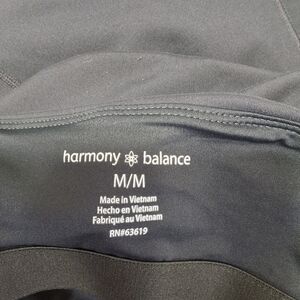 harmony balance
M/M
Made in Vietnam
Hecho en Vietnam
Fabriqué au Vietnam
RN#63619